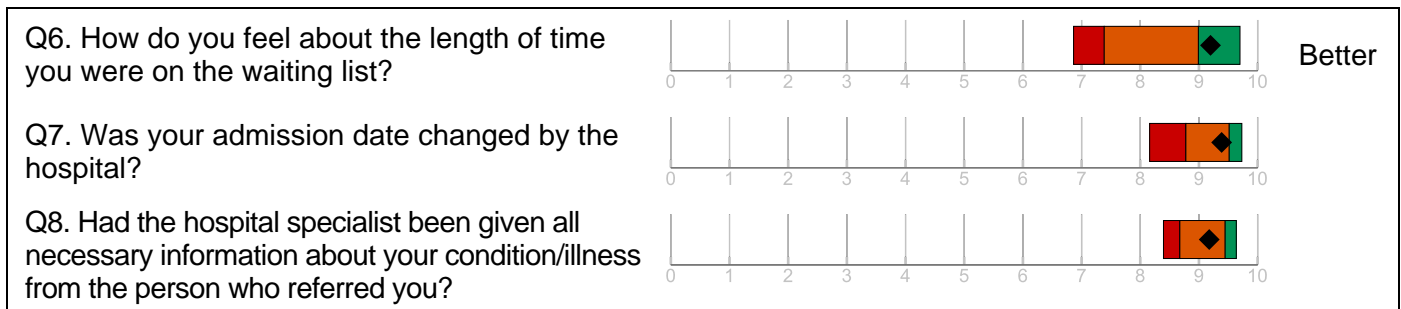 Q6. How do you feel about the length of time
you were on the waiting list?
0 1 2 3 4 5 6 7 8 9 10
Better
Q7. Was your admission date changed by the
hospital?
0 1 2 3 4 5 6 7 8 9 10
Q8. Had the hospital specialist been given all
necessary information about your condition/illness
from the person who referred you?
0 1 2 3 4 5 6 7 8 9 10